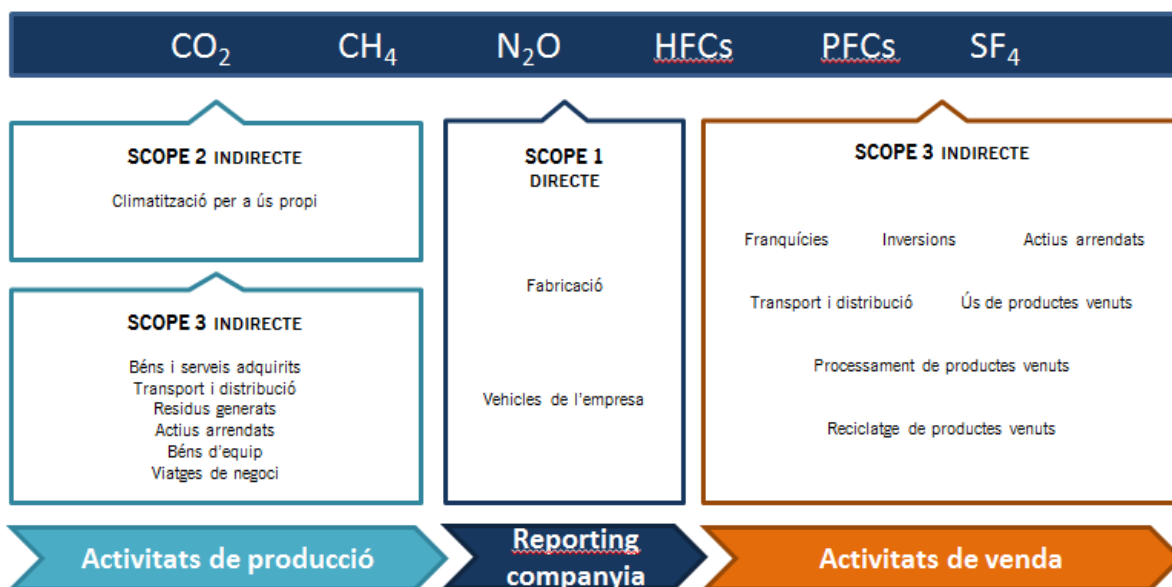 CO₂ CH₄ N₂O HFCs PFCs SF₄
SCOPE 2 INDIRECTE
Climatització per a ús propi
SCOPE 3 INDIRECTE
Béns i serveis adquirits
Transport i distribució
Residus generats
Actius arrendats
Béns d'equip
Viatges de negoci
SCOPE 1
DIRECTE
Fabricació
Vehicles de l'empresa
SCOPE 3 INDIRECTE
Franquícies Inversions Actius arrendats
Transport i distribució Ús de productes venuts
Processament de productes venuts
Reciclatge de productes venuts
Activitats de producció
Reporting
companyia
Activitats de venda